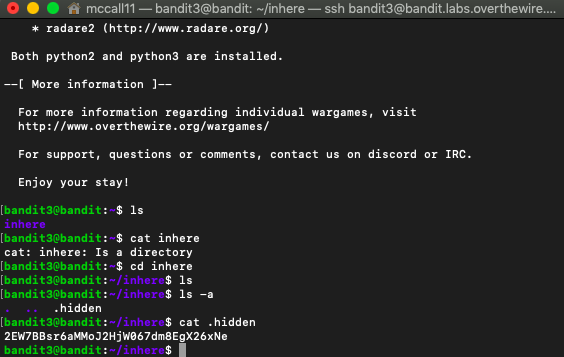 mccall11 — bandit3@bandit: ~/inhere — ssh bandit3@bandit.labs.overthewire....
* radare2 (http://www.radare.org/)
Both python2 and python3 are installed.
--[ More information ]--
For more information regarding individual wargames, visit
http://www.overthewire.org/wargames/
For support, questions or comments, contact us on discord or IRC.
Enjoy your stay!
[bandit3@bandit:~$ ls
inhere
[bandit3@bandit:~$ cat inhere
cat: inhere: Is a directory
[bandit3@bandit:~$ cd inhere
[bandit3@bandit:~/inhere$ ls
[bandit3@bandit:~/inhere$ ls -a
. .. .hidden
[bandit3@bandit:~/inhere$ cat .hidden
2EW7BBsr6aMMoJ2HjW067dm8EgX26xNe
bandit3@bandit:~/inhere$